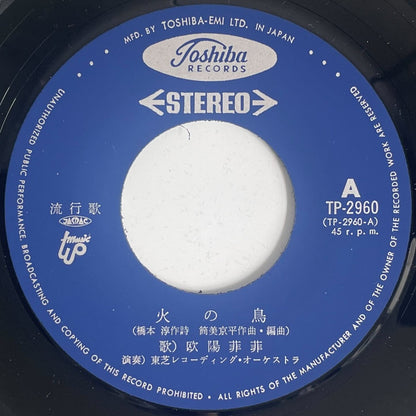 MFD. BY TOSHIBA-EMI LTD. IN JAPAN
Toshiba
RECORDS
STEREO
流行歌
A
TP-2960
(TP-2960-A)
45 r. p. m.
music
火の鳥
(橋本 淳作詩 筒美京平作曲・編曲)
歌) 欧陽菲菲
演奏) 東芝レコーディング・オーケストラ
UNAUTHORIZED PUBLIC PERFORMANCE, BROADCASTING AND COPYING OF THIS RECORD PROHIBITED • ALL RIGHTS OF THE MANUFACTURER AND OF THE OWNER OF THE RECORDED WORK ARE RESERVED